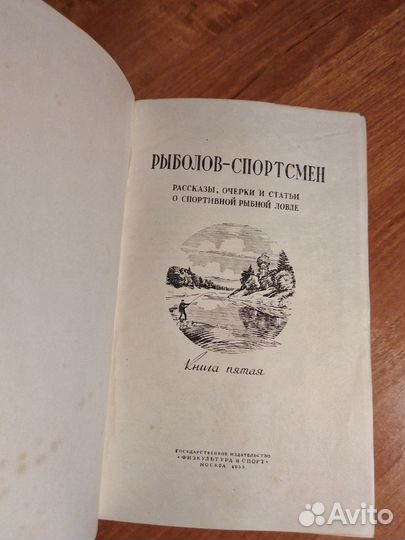 РЫБОЛОВ-СПОРТСМЕН
РАССКАЗЫ, ОЧЕРКИ И СТАТЬИ
О СПОРТИВНОЙ РЫБНОЙ ЛОВЛЕ
Книга пятая
ГОСУДАРСТВЕННОЕ ИЗДАТЕЛЬСТВО
«ФИЗКУЛЬТУРА И СПОРТ»
МОСКВА
Avito